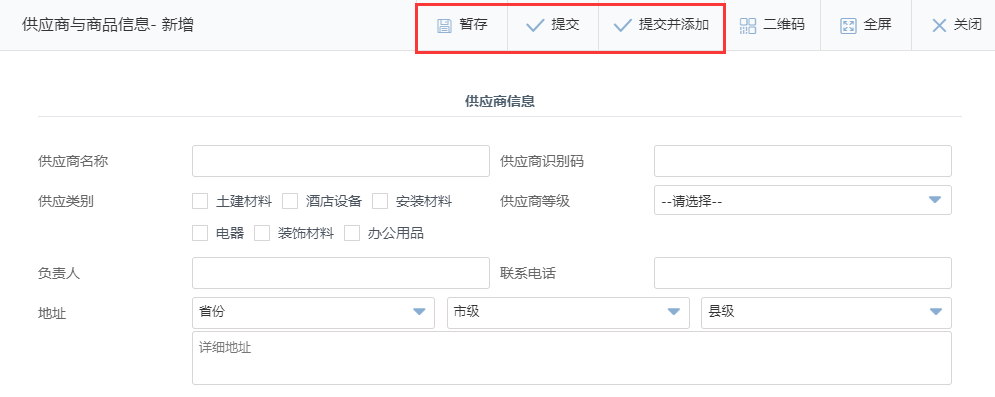 供应商与商品信息- 新增 暂存 提交 提交并添加 二维码 全屏 关闭
供应商信息
供应商名称 供应商识别码
供应类别 土建材料 酒店设备 安装材料 供应商等级 --请选择--
电器 装饰材料 办公用品
负责人 联系电话
地址 省份 市级 县级
详细地址